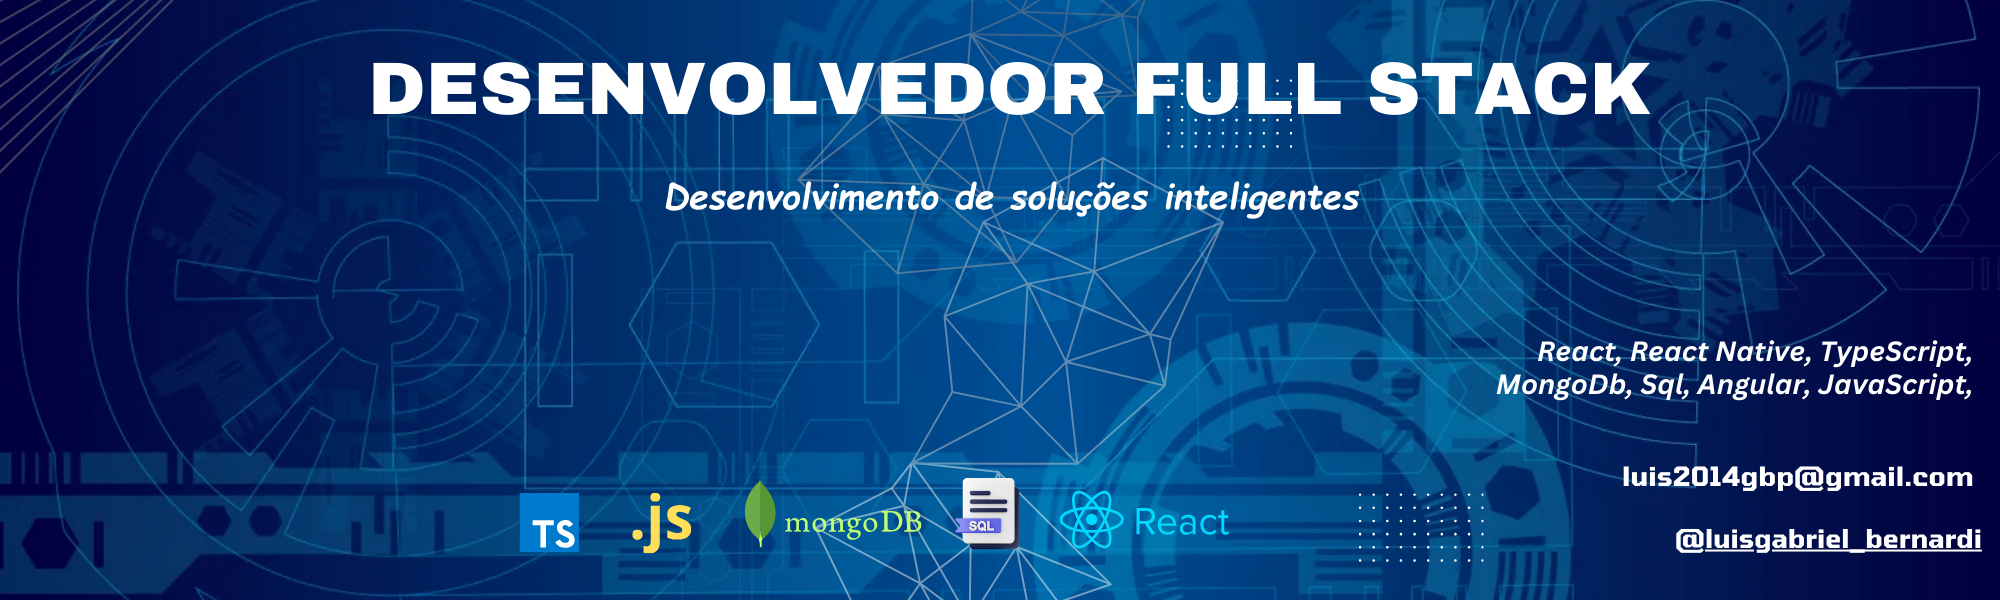 DESENVOLVEDOR FULL STACK
Desenvolvimento de soluções inteligentes
React, React Native, TypeScript,
MongoDb, Sql, Angular, JavaScript,
luis2014gbp@gmail.com
TS
.js
mongoDB
SQL
React
@luisgabriel_bernardi